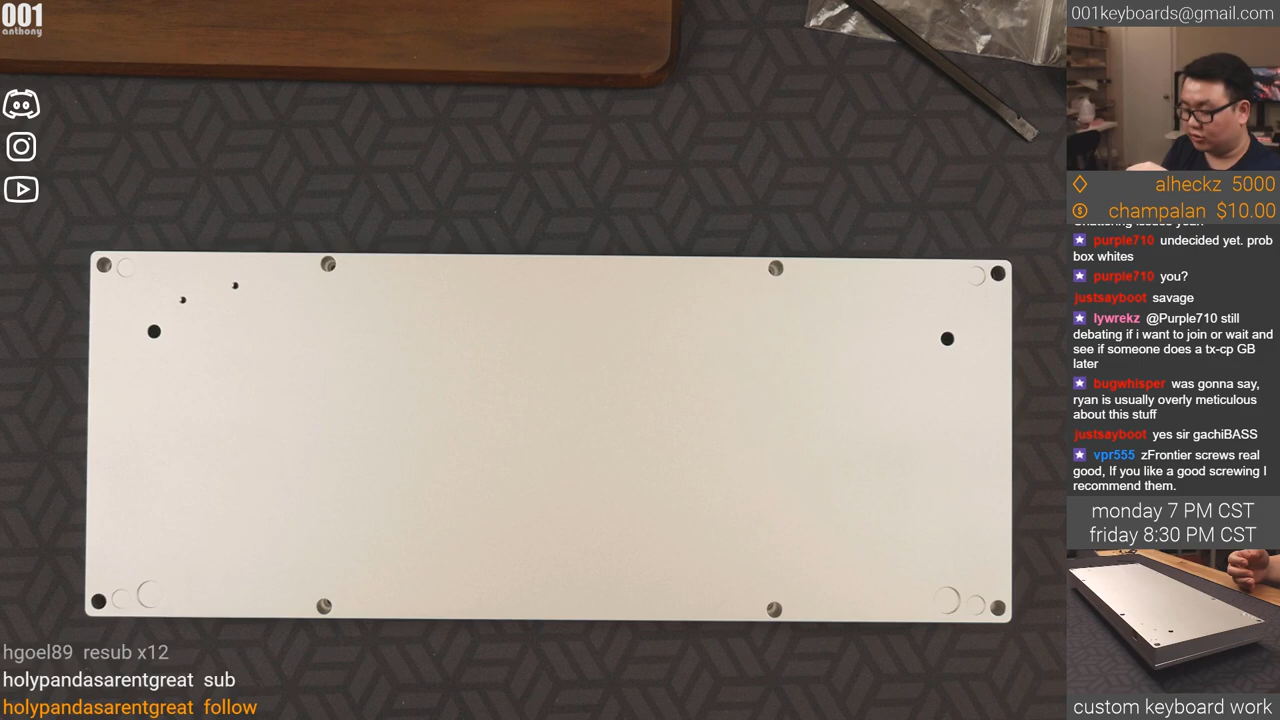 001
anthony
001keyboards@gmail.com
alheckz 5000
champalan $10.00
purple710 undecided yet. prob
box whites
purple710 you?
justsayboot savage
lywrekz @Purple710 still
debating if i want to join or wait and
see if someone does a tx-cp GB
later
bugwhisper was gonna say,
ryan is usually overly meticulous
about this stuff
justsayboot yes sir gachiBASS
vpr555 zFrontier screws real
good, If you like a good screwing I
recommend them.
monday 7 PM CST
friday 8:30 PM CST
hgoel89 resub x12
holypandasarentgreat sub
holypandasarentgreat follow
custom keyboard work